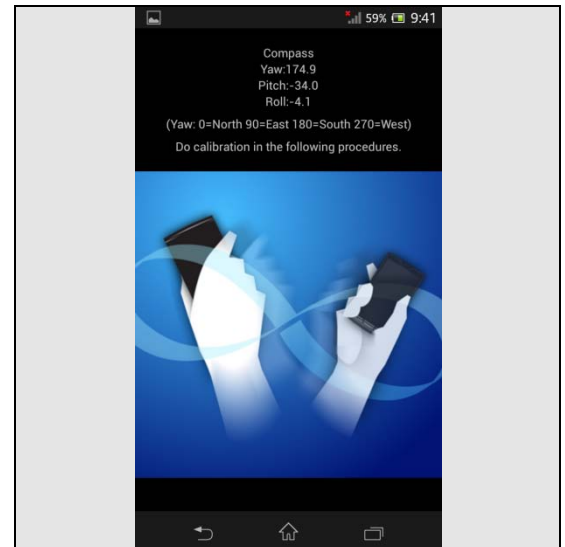 59% 9:41
Compass
Yaw:174.9
Pitch:-34.0
Roll:-4.1
(Yaw: 0=North 90=East 180=South 270=West)
Do calibration in the following procedures.